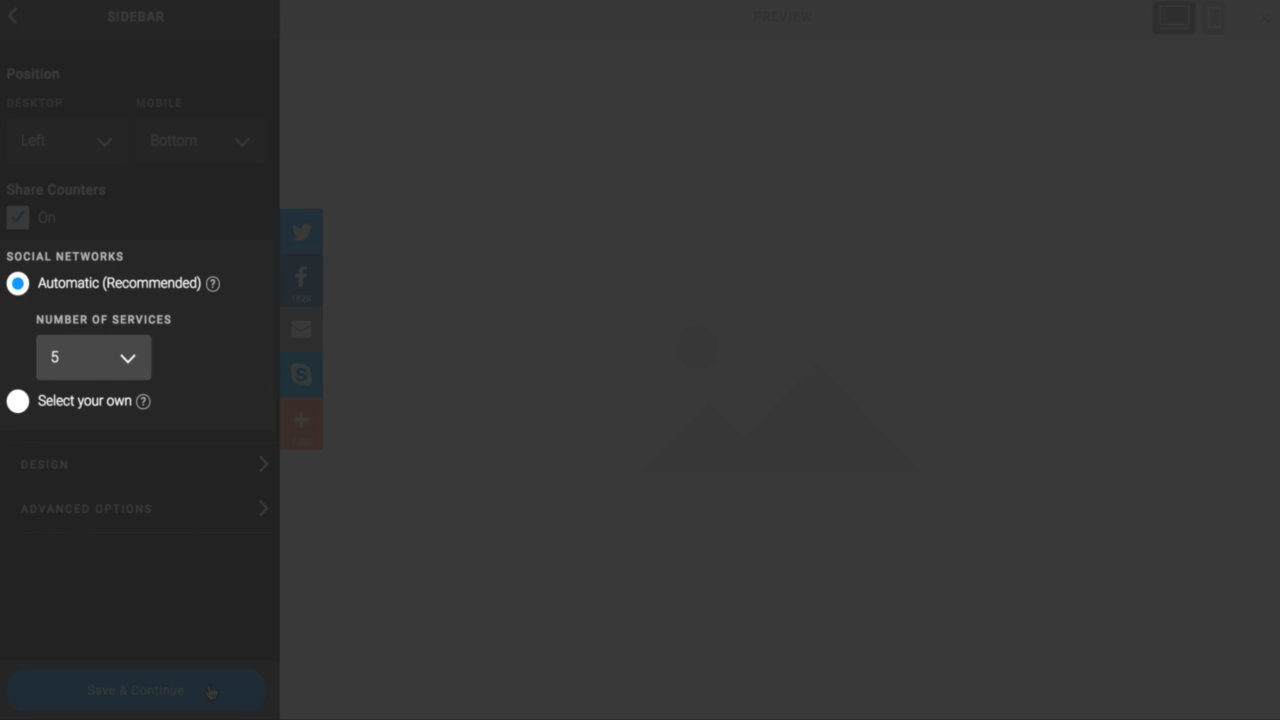 SIDEBAR
PREVIEW
Position
DESKTOP MOBILE
Left Bottom
Share Counters
On
SOCIAL NETWORKS
Automatic (Recommended) ?
NUMBER OF SERVICES
5
Select your own ?
DESIGN
ADVANCED OPTIONS
Save & Continue